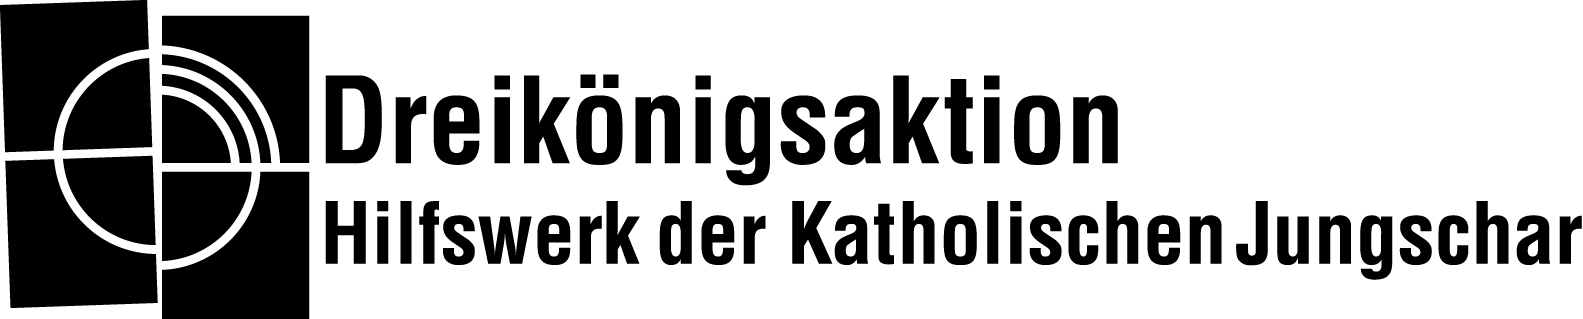 Dreikönigsaktion
Hilfswerk der Katholischen Jungschar